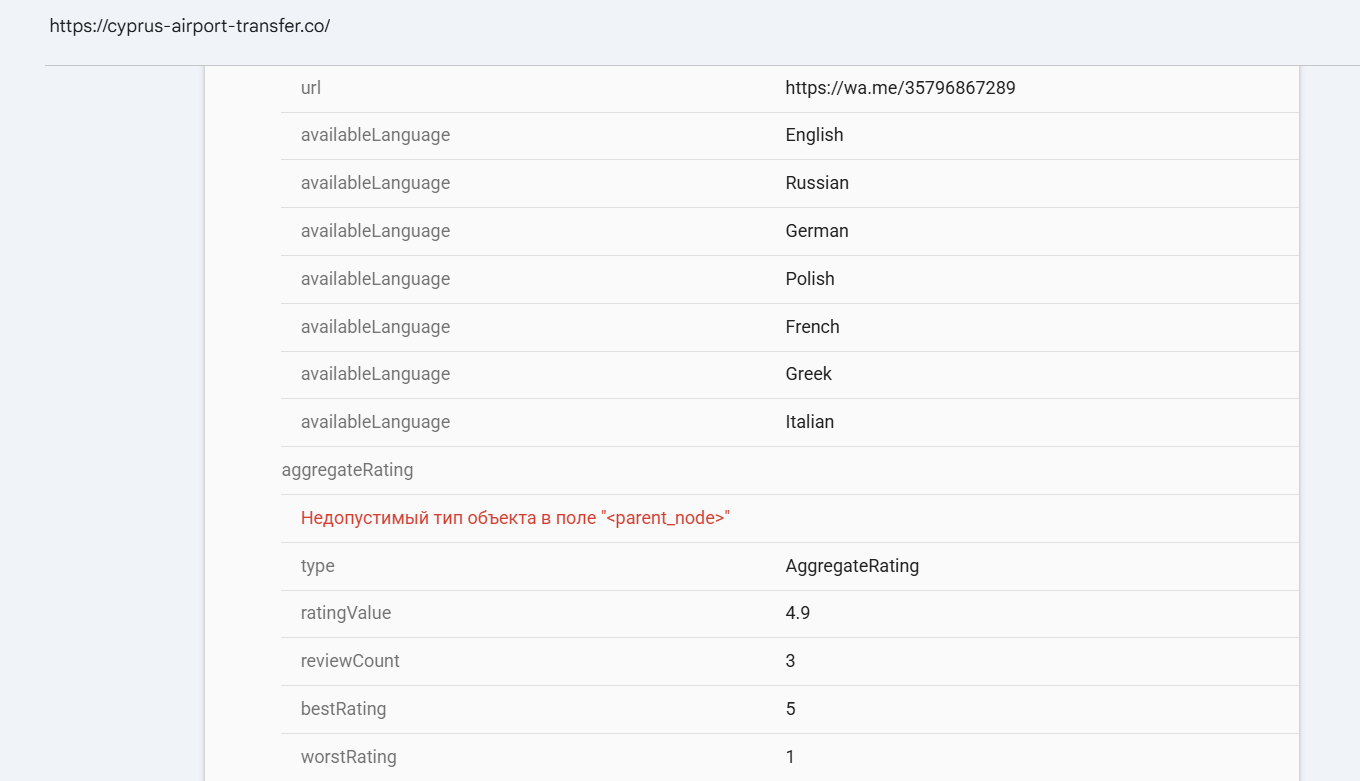 https://cyprus-airport-transfer.co/
url https://wa.me/35796867289
availableLanguage English
availableLanguage Russian
availableLanguage German
availableLanguage Polish
availableLanguage French
availableLanguage Greek
availableLanguage Italian
aggregateRating
Недопустимый тип объекта в поле "<parent_node>"
type AggregateRating
ratingValue 4.9
reviewCount 3
bestRating 5
worstRating 1